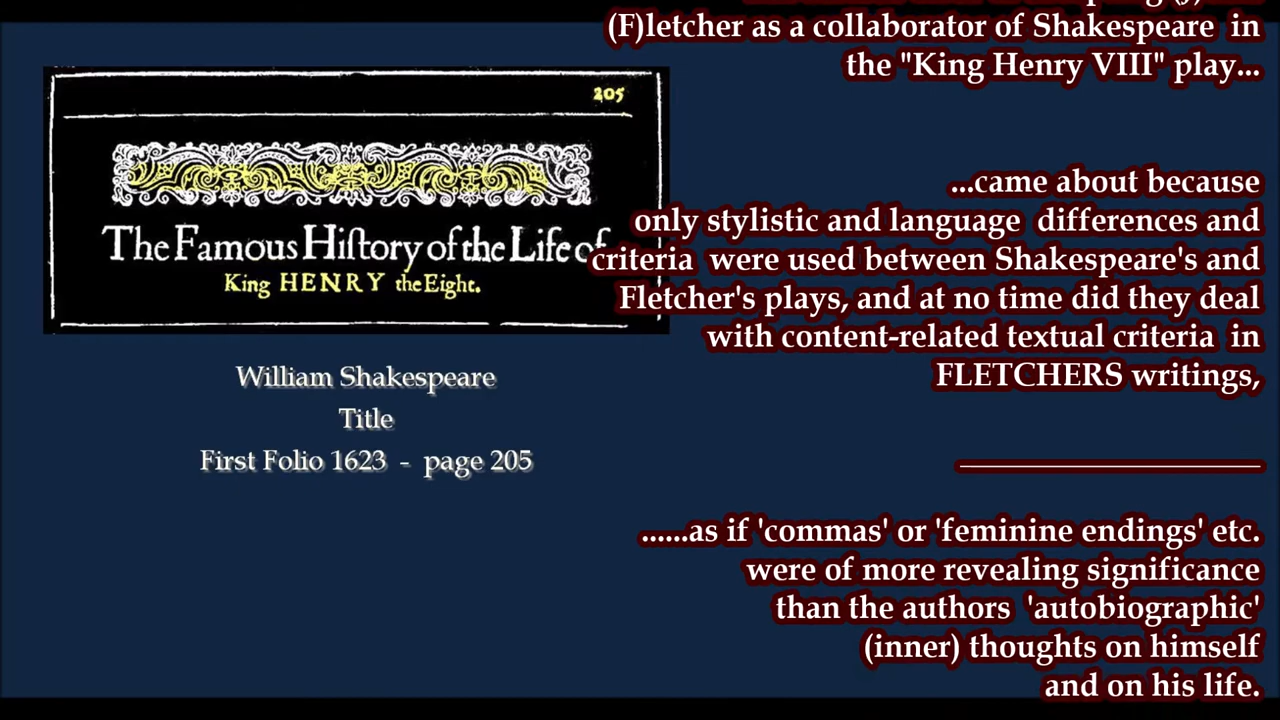 205
The Famous Hiſtory of the Life of
King HENRY the Eight.
William Shakespeare
Title
First Folio 1623 - page 205
(F)letcher as a collaborator of Shakespeare in
the "King Henry VIII" play...
...came about because
only stylistic and language differences and
criteria were used between Shakespeare's and
Fletcher's plays, and at no time did they deal
with content-related textual criteria in
FLETCHERS writings,
......as if 'commas' or 'feminine endings' etc.
were of more revealing significance
than the authors 'autobiographic'
(inner) thoughts on himself
and on his life.